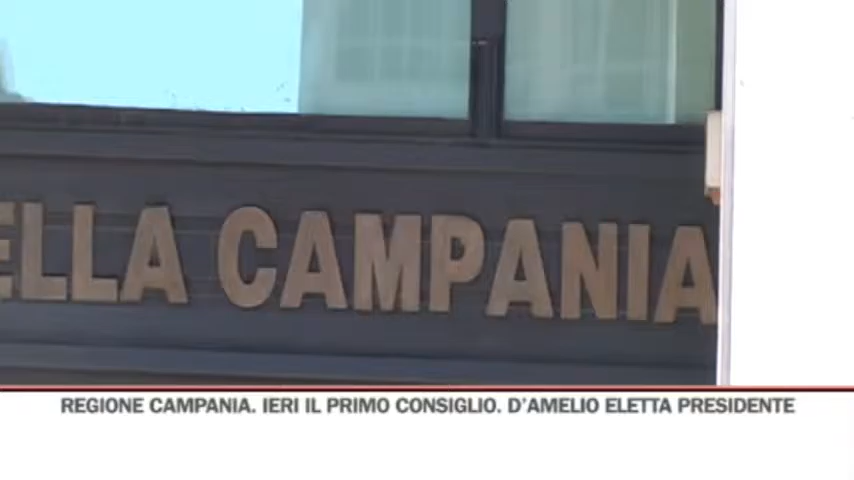 ELLA CAMPANIA
REGIONE CAMPANIA. IERI IL PRIMO CONSIGLIO. D'AMELIO ELETTA PRESIDENTE